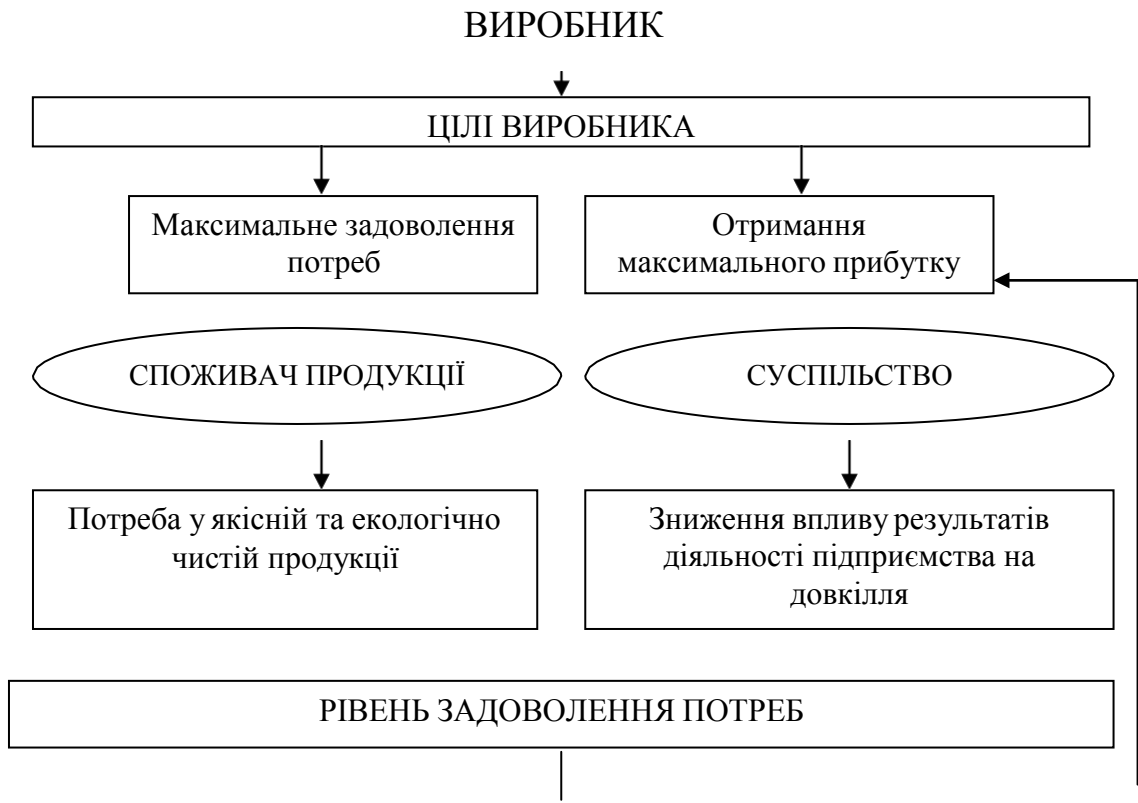 ВИРОБНИК
ЦІЛІ ВИРОБНИКА
Максимальне задоволення
потреб
Отримання
максимального прибутку
СПОЖИВАЧ ПРОДУКЦІЇ
СУСПІЛЬСТВО
Потреба у якісній та екологічно
чистій продукції
Зниження впливу результатів
діяльності підприємства на
довкілля
РІВЕНЬ ЗАДОВОЛЕННЯ ПОТРЕБ